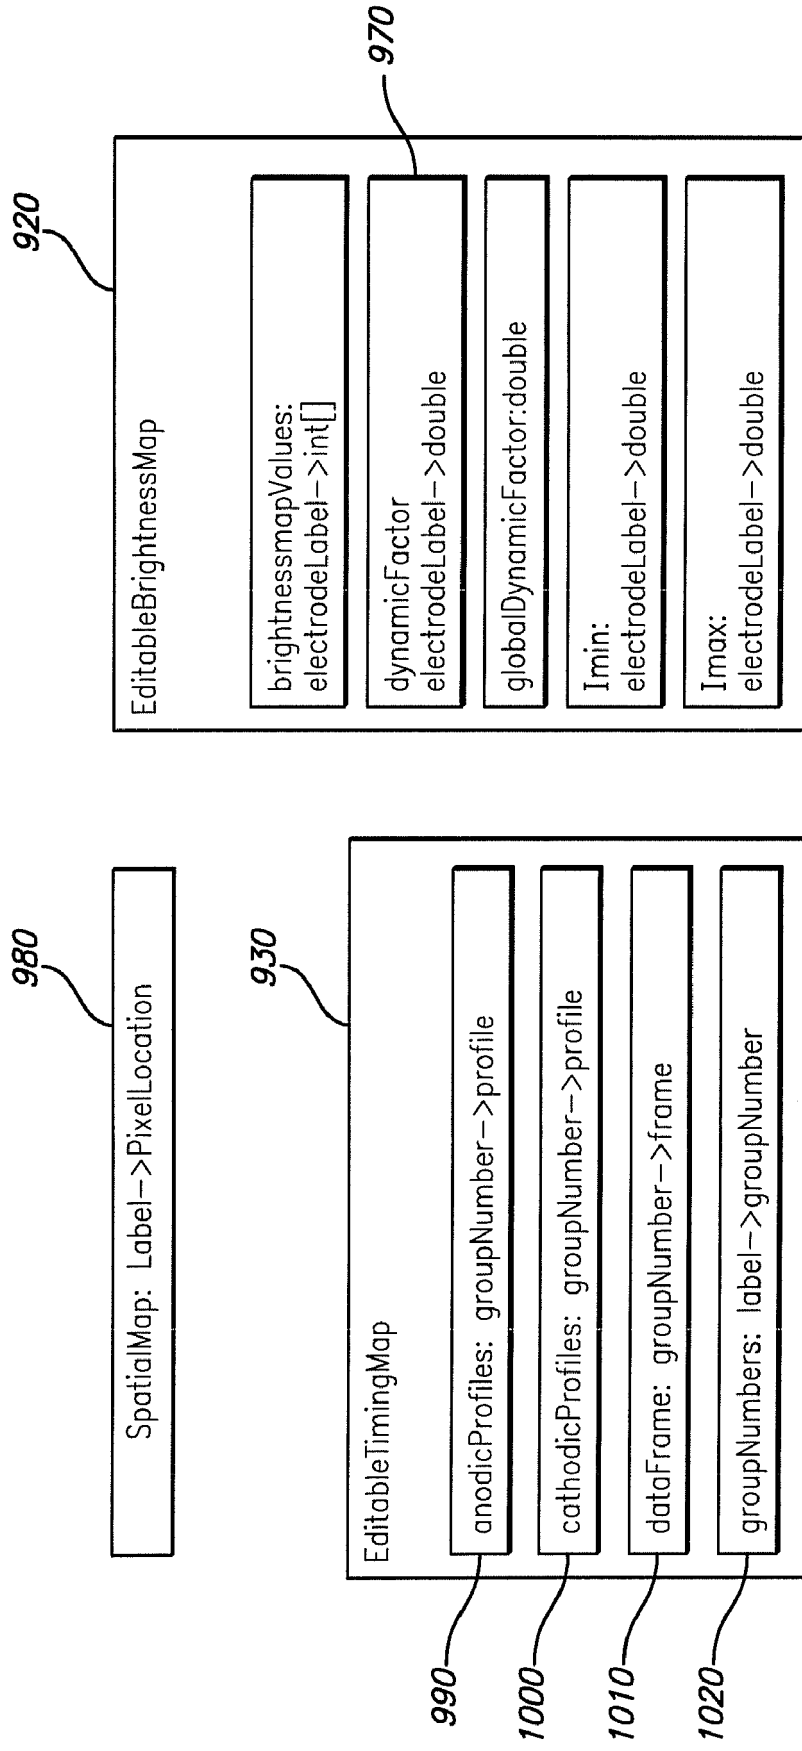 980
SpatialMap: Label->PixelLocation
930
EditableTimingMap
990
anodicProfiles: groupNumber->profile
1000
cathodicProfiles: groupNumber->profile
1010
dataFrame: groupNumber->frame
1020
groupNumbers: label->groupNumber
920
EditableBrightnessMap
brightnessmapValues:
electrodeLabel->int[]
970
dynamicFactor
electrodeLabel->double
globalDynamicFactor:double
Imin:
electrodeLabel->double
Imax:
electrodeLabel->double